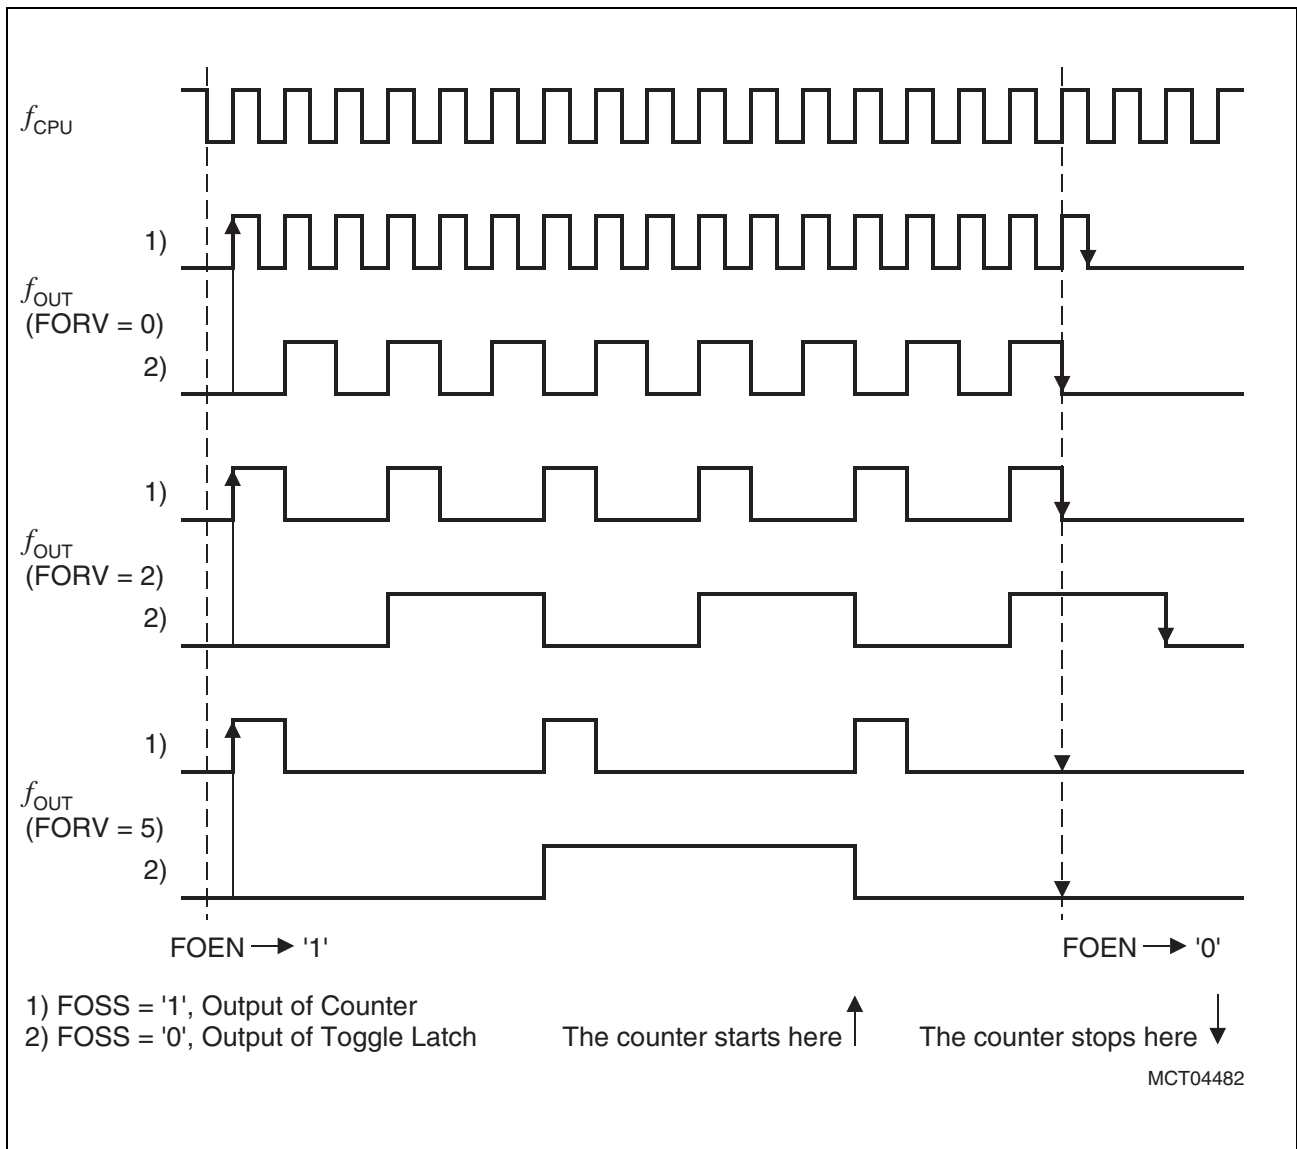 fCPU
1)
fOUT
(FORV = 0)
2)
1)
fOUT
(FORV = 2)
2)
1)
fOUT
(FORV = 5)
2)
FOEN → '1'
FOEN → '0'
1) FOSS = '1', Output of Counter
2) FOSS = '0', Output of Toggle Latch
The counter starts here ↑
The counter stops here ↓
MCT04482